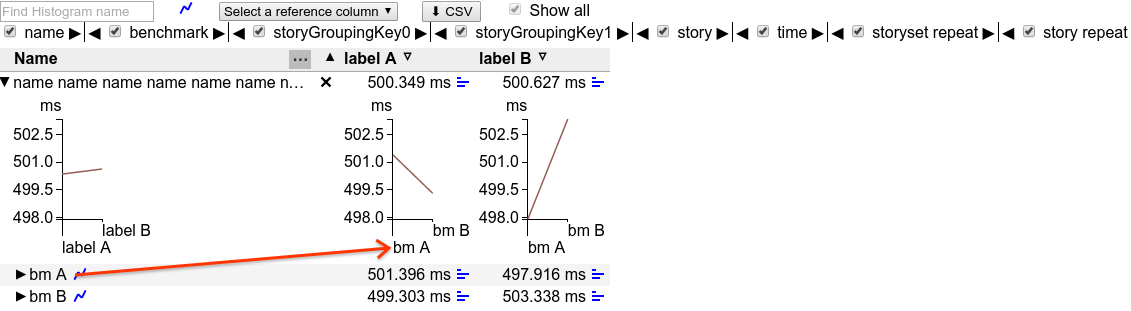 Find Histogram name Select a reference column ▼ ⬇ CSV Show all
name ▶ ◀ benchmark ▶ ◀ storyGroupingKey0 ▶ ◀ storyGroupingKey1 ▶ ◀ story ▶ ◀ time ▶ ◀ storyset repeat ▶ ◀ story repeat
Name ... ▲ label A ▽ label B ▽
▼ name name name name name name n... ✕ 500.349 ms 500.627 ms
ms ms ms
502.5 502.5 502.5
501.0 501.0 501.0
499.5 499.5 499.5
498.0 498.0 498.0
label B bm B bm B
label A bm A bm A
▶ bm A 501.396 ms 497.916 ms
▶ bm B 499.303 ms 503.338 ms